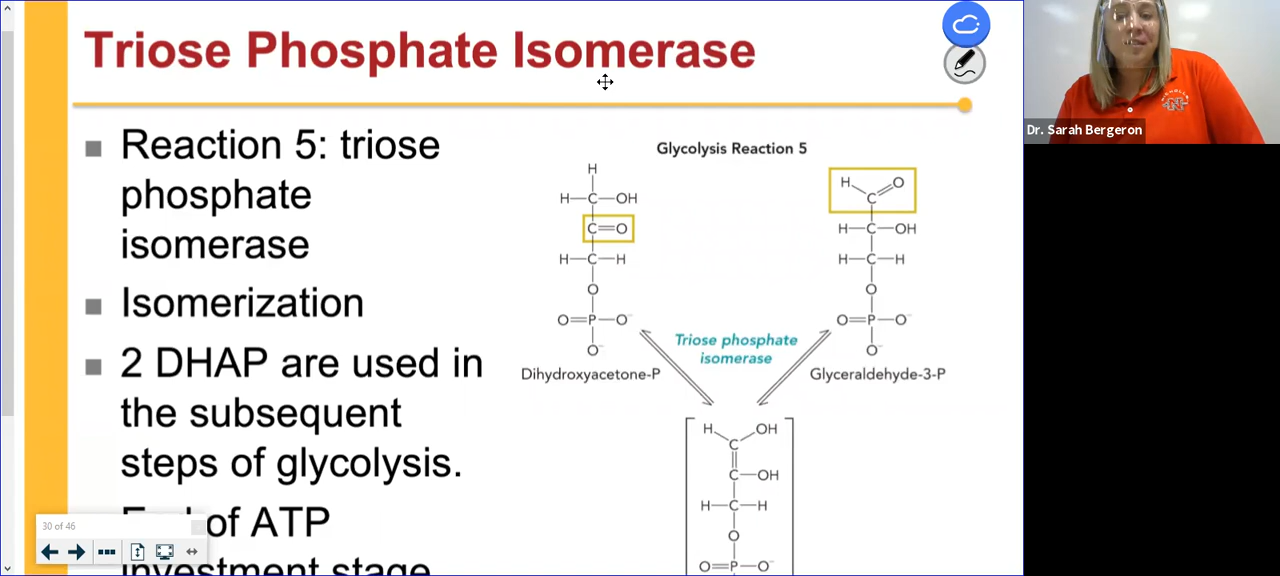 Triose Phosphate Isomerase
Reaction 5: triose
phosphate
isomerase
Isomerization
2 DHAP are used in
the subsequent
steps of glycolysis.
of ATP
investment stage
30 of 46
Glycolysis Reaction 5
H
H—C—OH
C=O
H—C—H
O
O=P—O⁻
O⁻
Dihydroxyacetone-P
Triose phosphate
isomerase
H O
C
H—C—OH
H—C—H
O
O=P—O⁻
O⁻
Glyceraldehyde-3-P
H OH
C
C—OH
H—C—H
O
O=P—O⁻
Dr. Sarah Bergeron